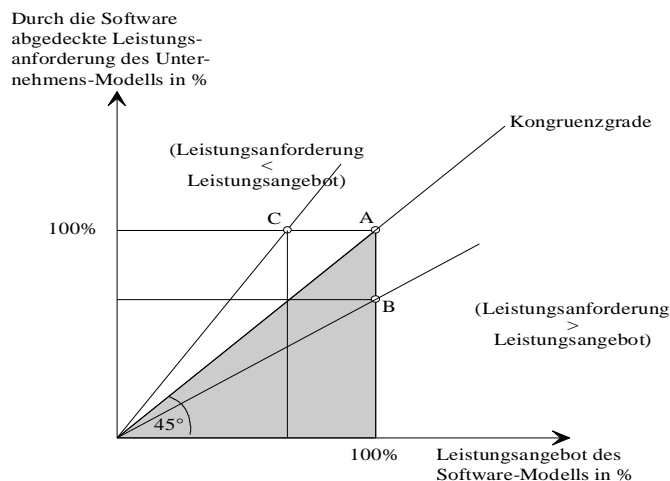 Durch die Software
abgedeckte Leistungs-
anforderung des Unter-
nehmens-Modells in %
Kongruenzgrade
(Leistungsanforderung
<
Leistungsangebot)
C
A
100%
B
(Leistungsanforderung
>
Leistungsangebot)
45°
100%
Leistungsangebot des
Software-Modells in %